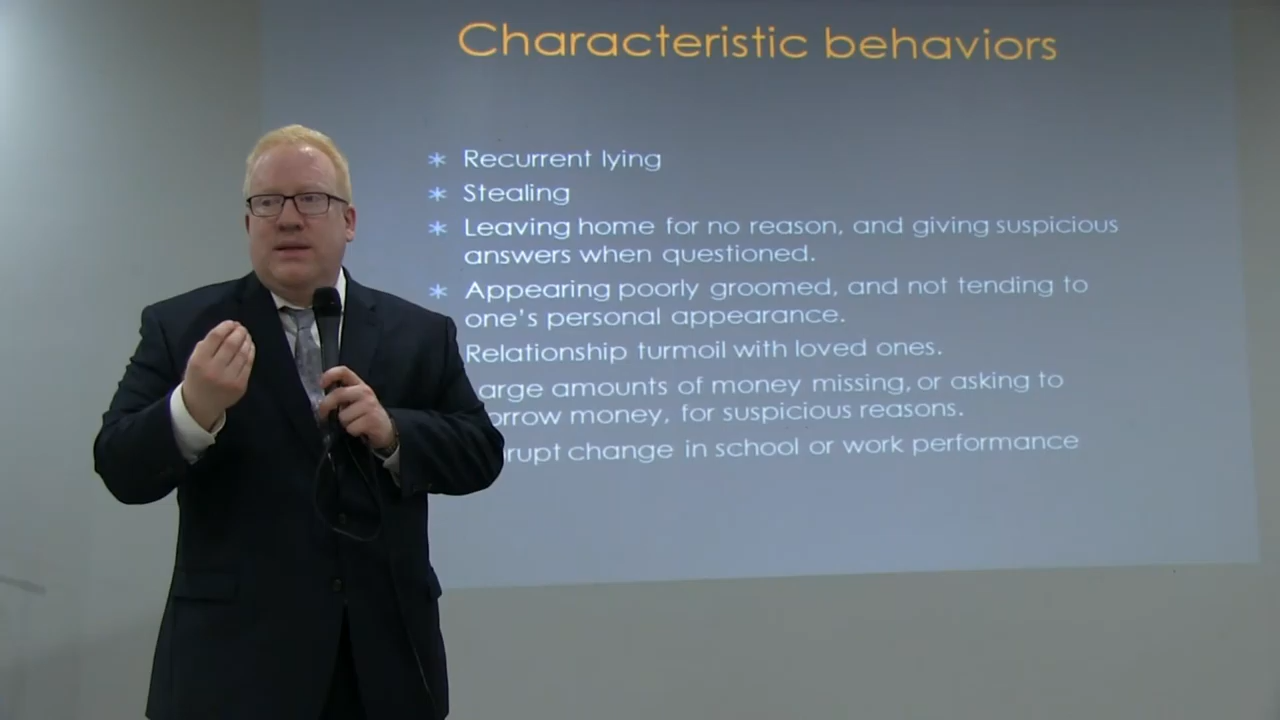 Characteristic behaviors
* Recurrent lying
* Stealing
* Leaving home for no reason, and giving suspicious
answers when questioned.
* Appearing poorly groomed, and not tending to
one's personal appearance.
Relationship turmoil with loved ones.
arge amounts of money missing, or asking to
orrow money, for suspicious reasons.
rupt change in school or work performance